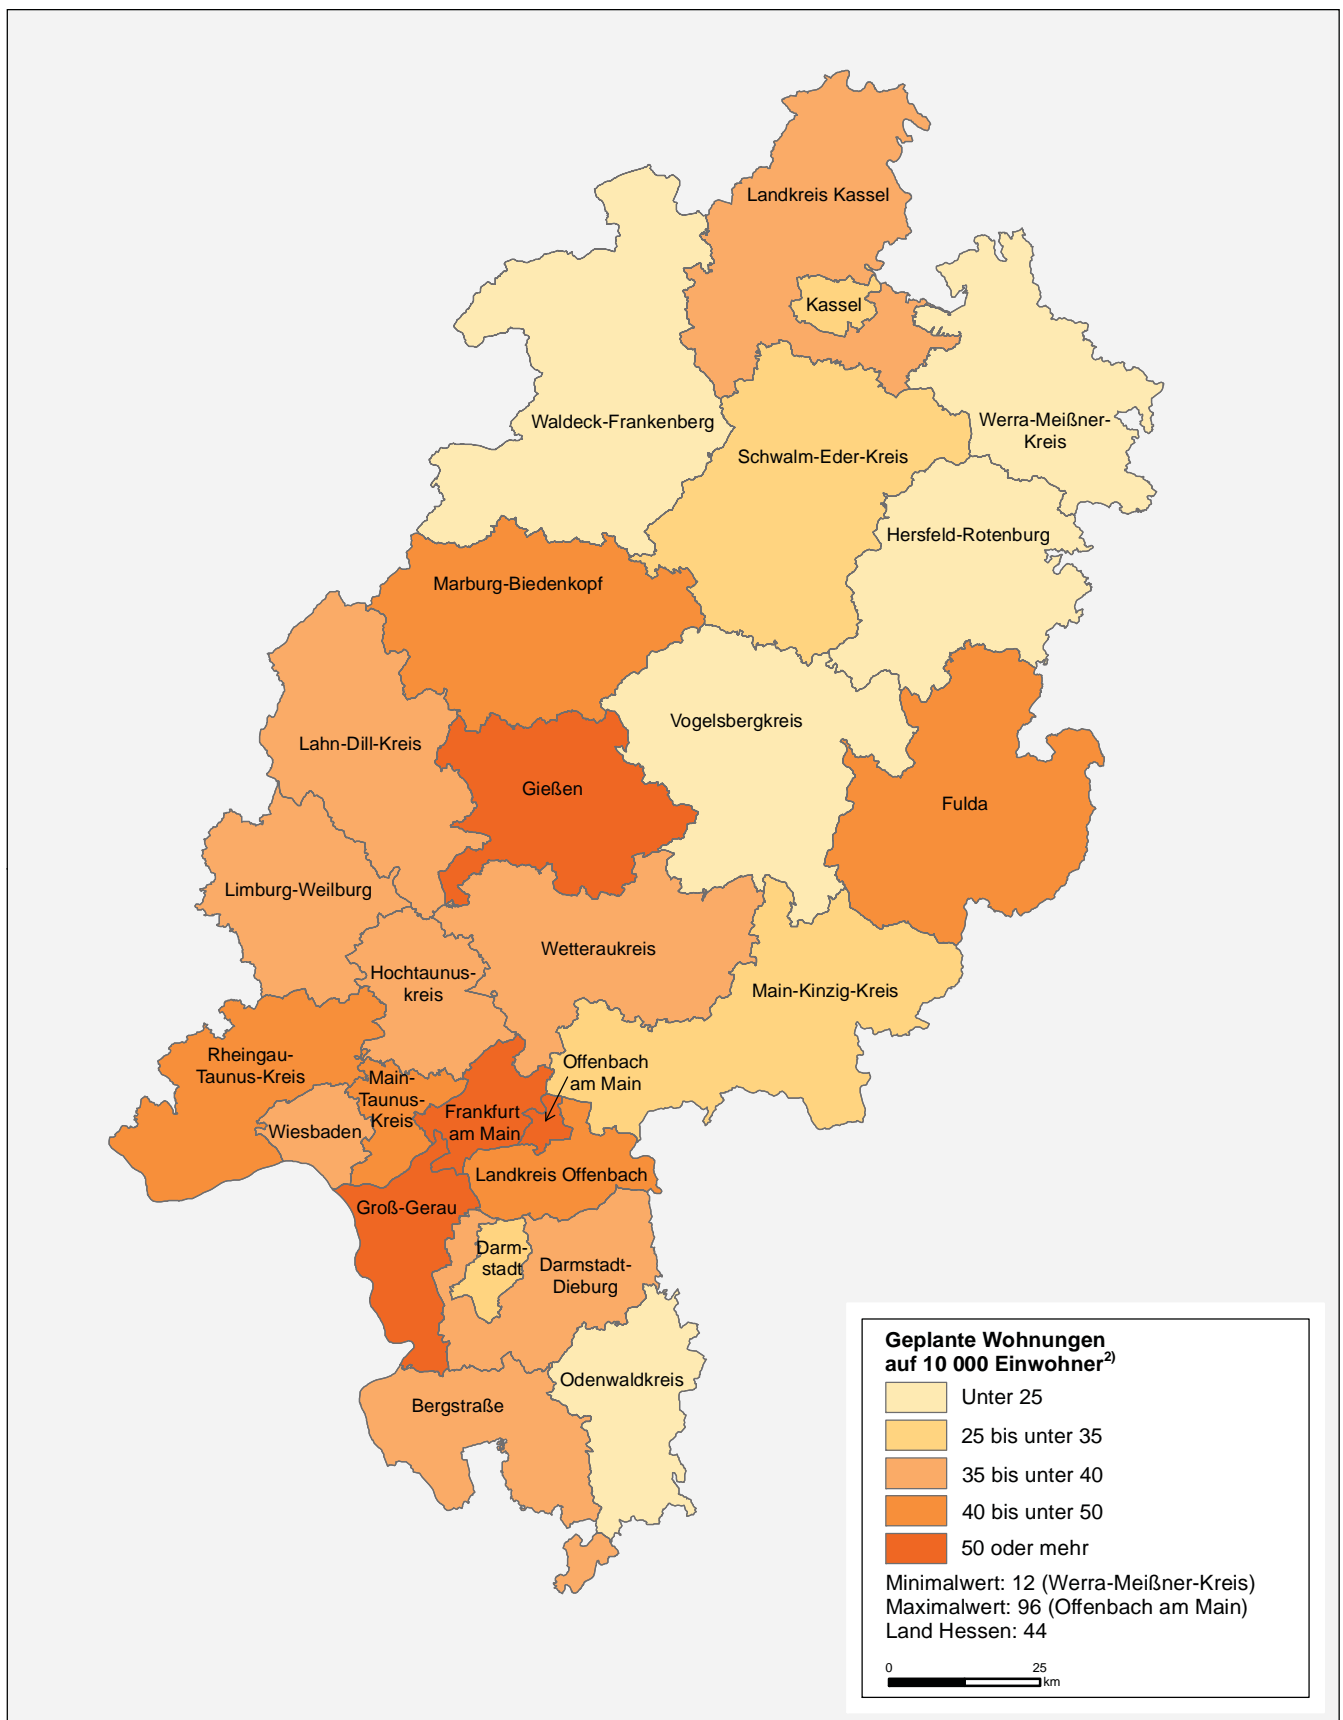 Landkreis Kassel
Kassel
Waldeck-Frankenberg
Werra-Meißner-
Kreis
Schwalm-Eder-Kreis
Hersfeld-Rotenburg
Marburg-Biedenkopf
Vogelsbergkreis
Lahn-Dill-Kreis
Gießen
Fulda
Limburg-Weilburg
Wetteraukreis
Hochtaunus-
kreis
Main-Kinzig-Kreis
Rheingau-
Taunus-Kreis
Offenbach
am Main
Main-
Taunus-
Kreis
Frankfurt
am Main
Wiesbaden
Landkreis Offenbach
Groß-Gerau
Darm-
stadt
Darmstadt-
Dieburg
Odenwaldkreis
Bergstraße
Geplante Wohnungen
auf 10 000 Einwohner²⁾
Unter 25
25 bis unter 35
35 bis unter 40
40 bis unter 50
50 oder mehr
Minimalwert: 12 (Werra-Meißner-Kreis)
Maximalwert: 96 (Offenbach am Main)
Land Hessen: 44
0 25
km